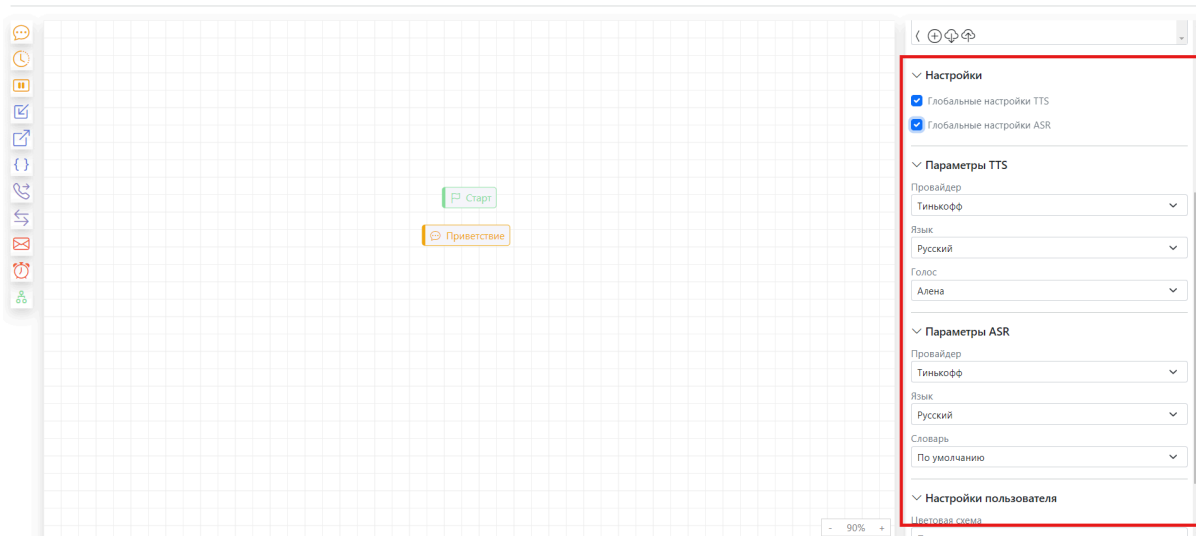 Настройки
Глобальные настройки TTS
Глобальные настройки ASR
Параметры TTS
Провайдер
Тинькофф
Язык
Русский
Голос
Алена
Параметры ASR
Провайдер
Тинькофф
Язык
Русский
Словарь
По умолчанию
Настройки пользователя
Цветовая схема
Старт
Приветствие
- 90% +